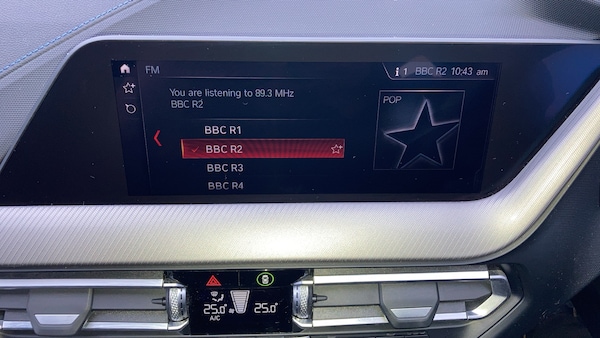 FM
i 1 BBC R2 10:43 am
You are listening to 89.3 MHz
BBC R2
POP
BBC R1
BBC R2
BBC R3
BBC R4
25.0° 25.0°
A/C